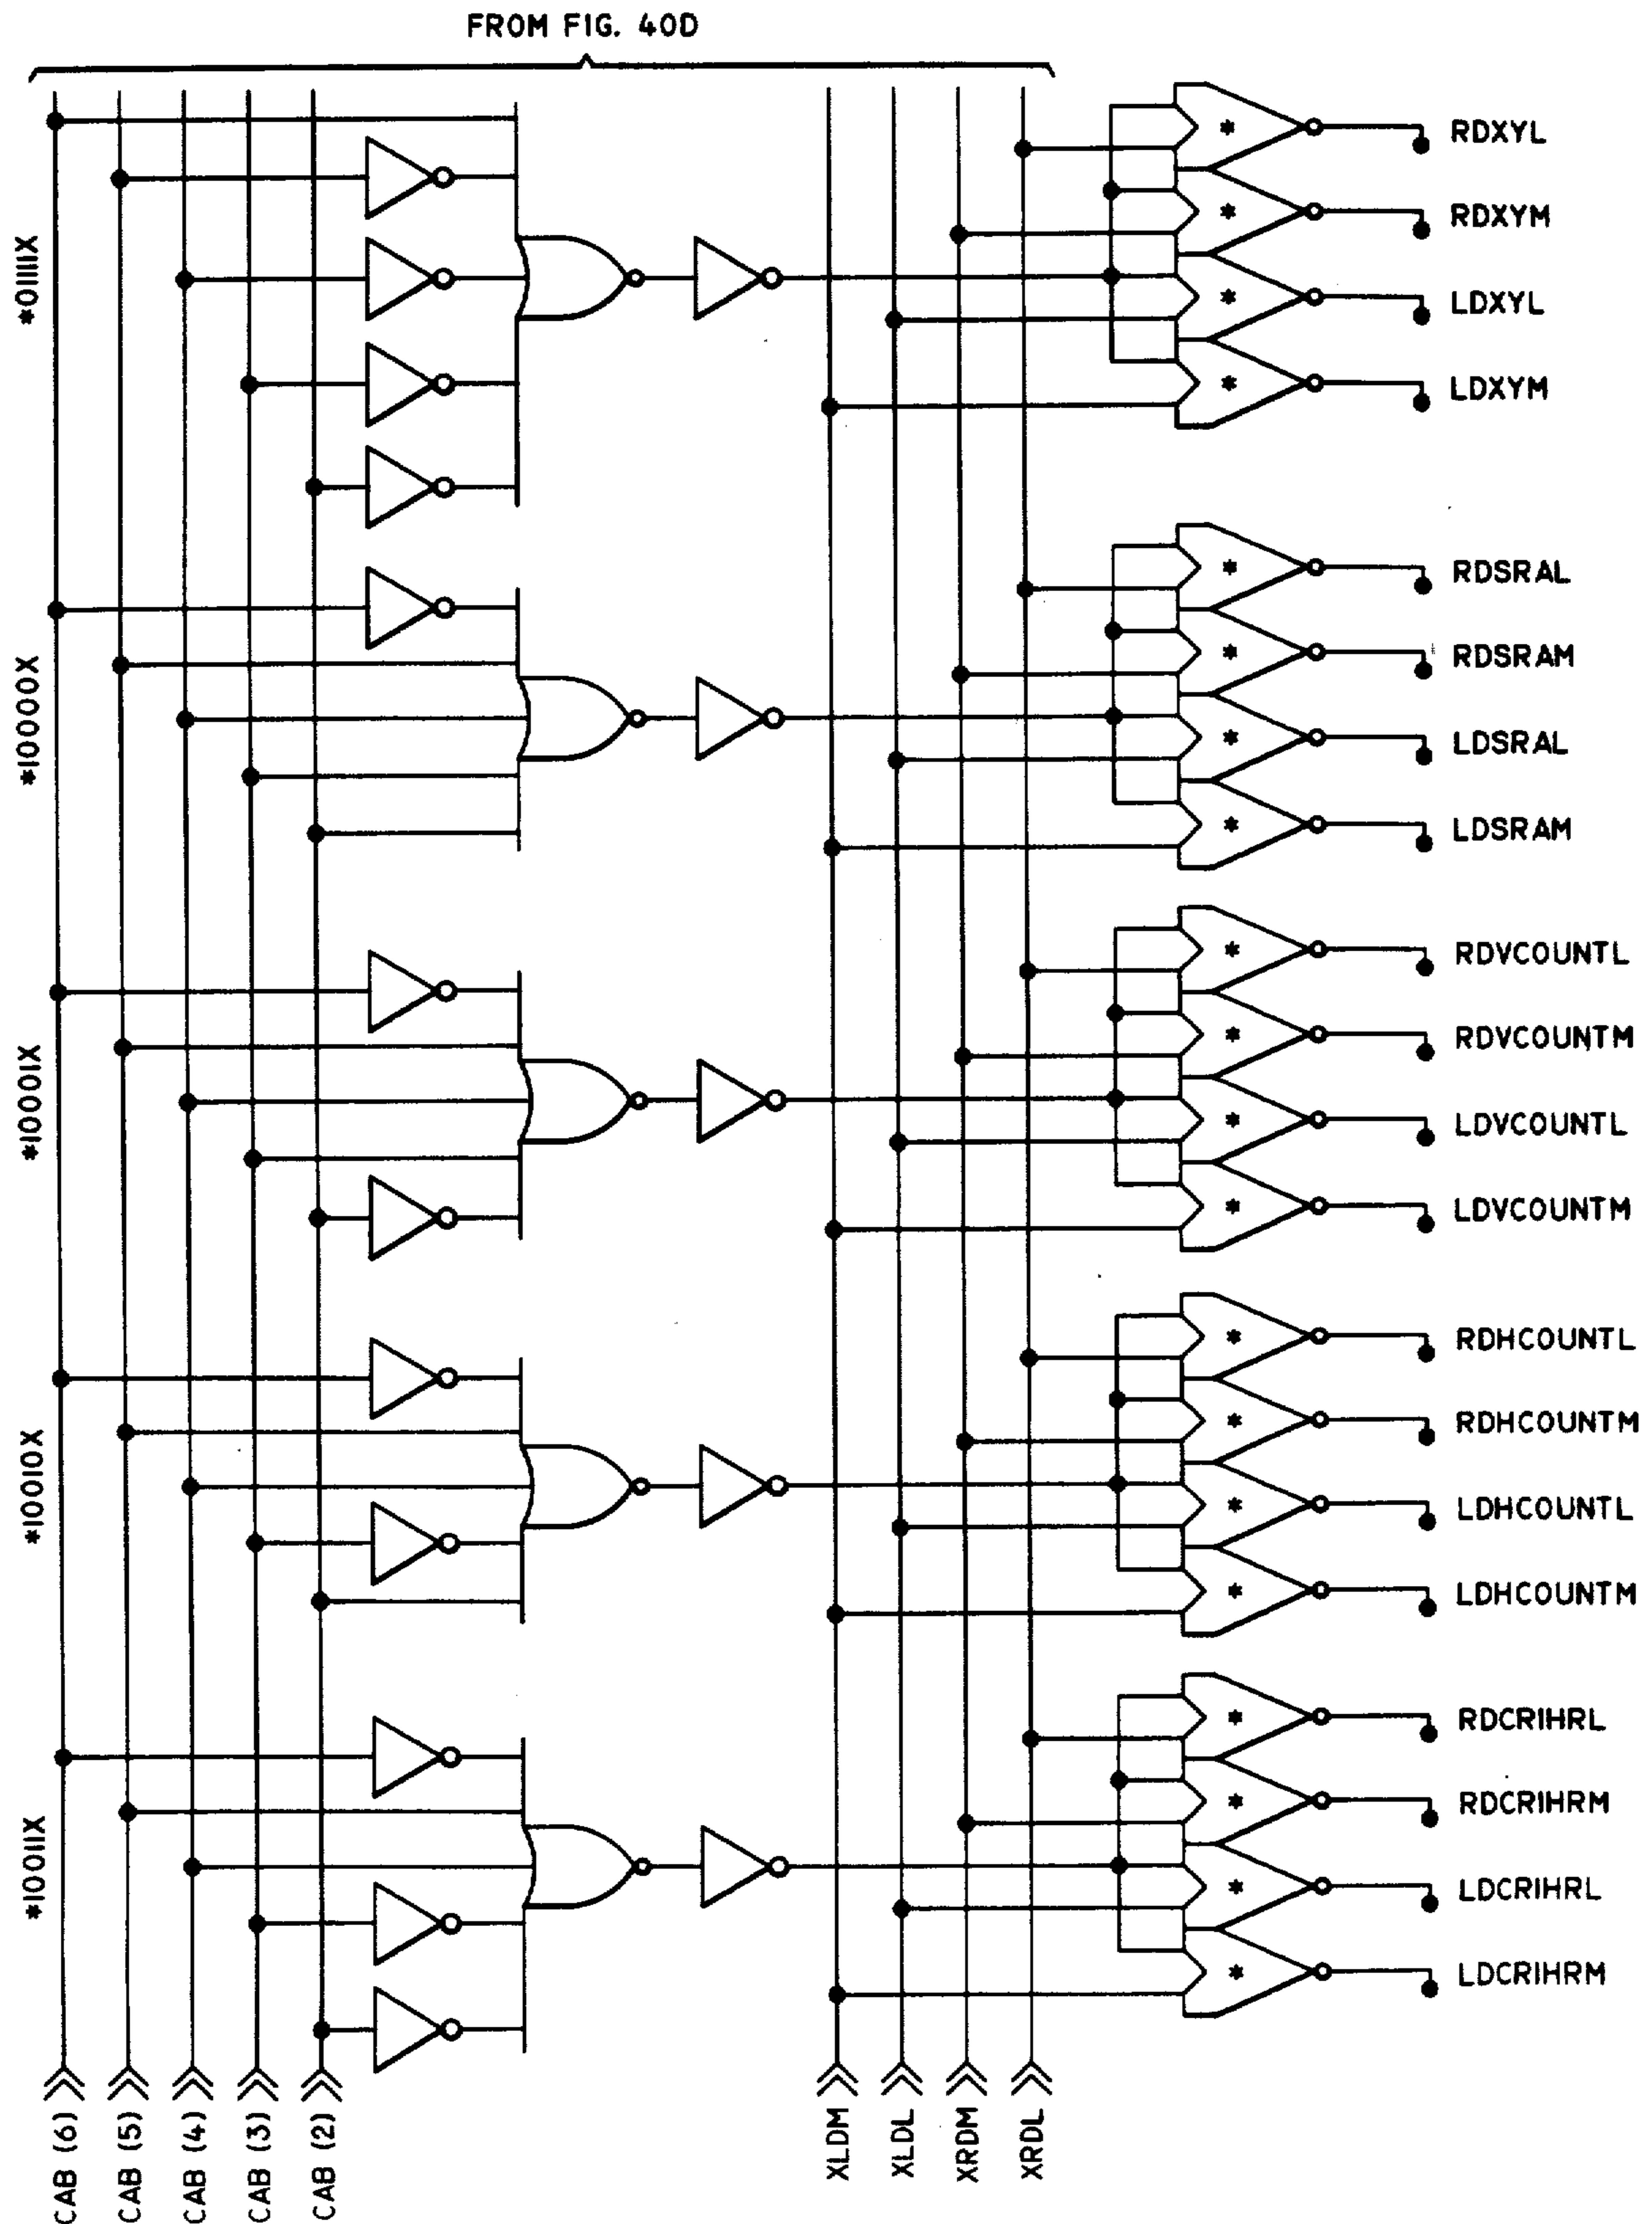 FROM FIG. 40D
*01111X
RDXYL
RDXYM
LDXYL
LDXYM
*10000X
RDSRAL
RDSRAM
LDSRAL
LDSRAM
*10001X
RDVCOUNTL
RDVCOUNTM
LDVCOUNTL
LDVCOUNTM
*10010X
RDHCOUNTL
RDHCOUNTM
LDHCOUNTL
LDHCOUNTM
*10011X
RDCRIHRL
RDCRIHRM
LDCRIHRL
LDCRIHRM
CAB (6)
CAB (5)
CAB (4)
CAB (3)
CAB (2)
XLDM
XLDL
XRDM
XRDL